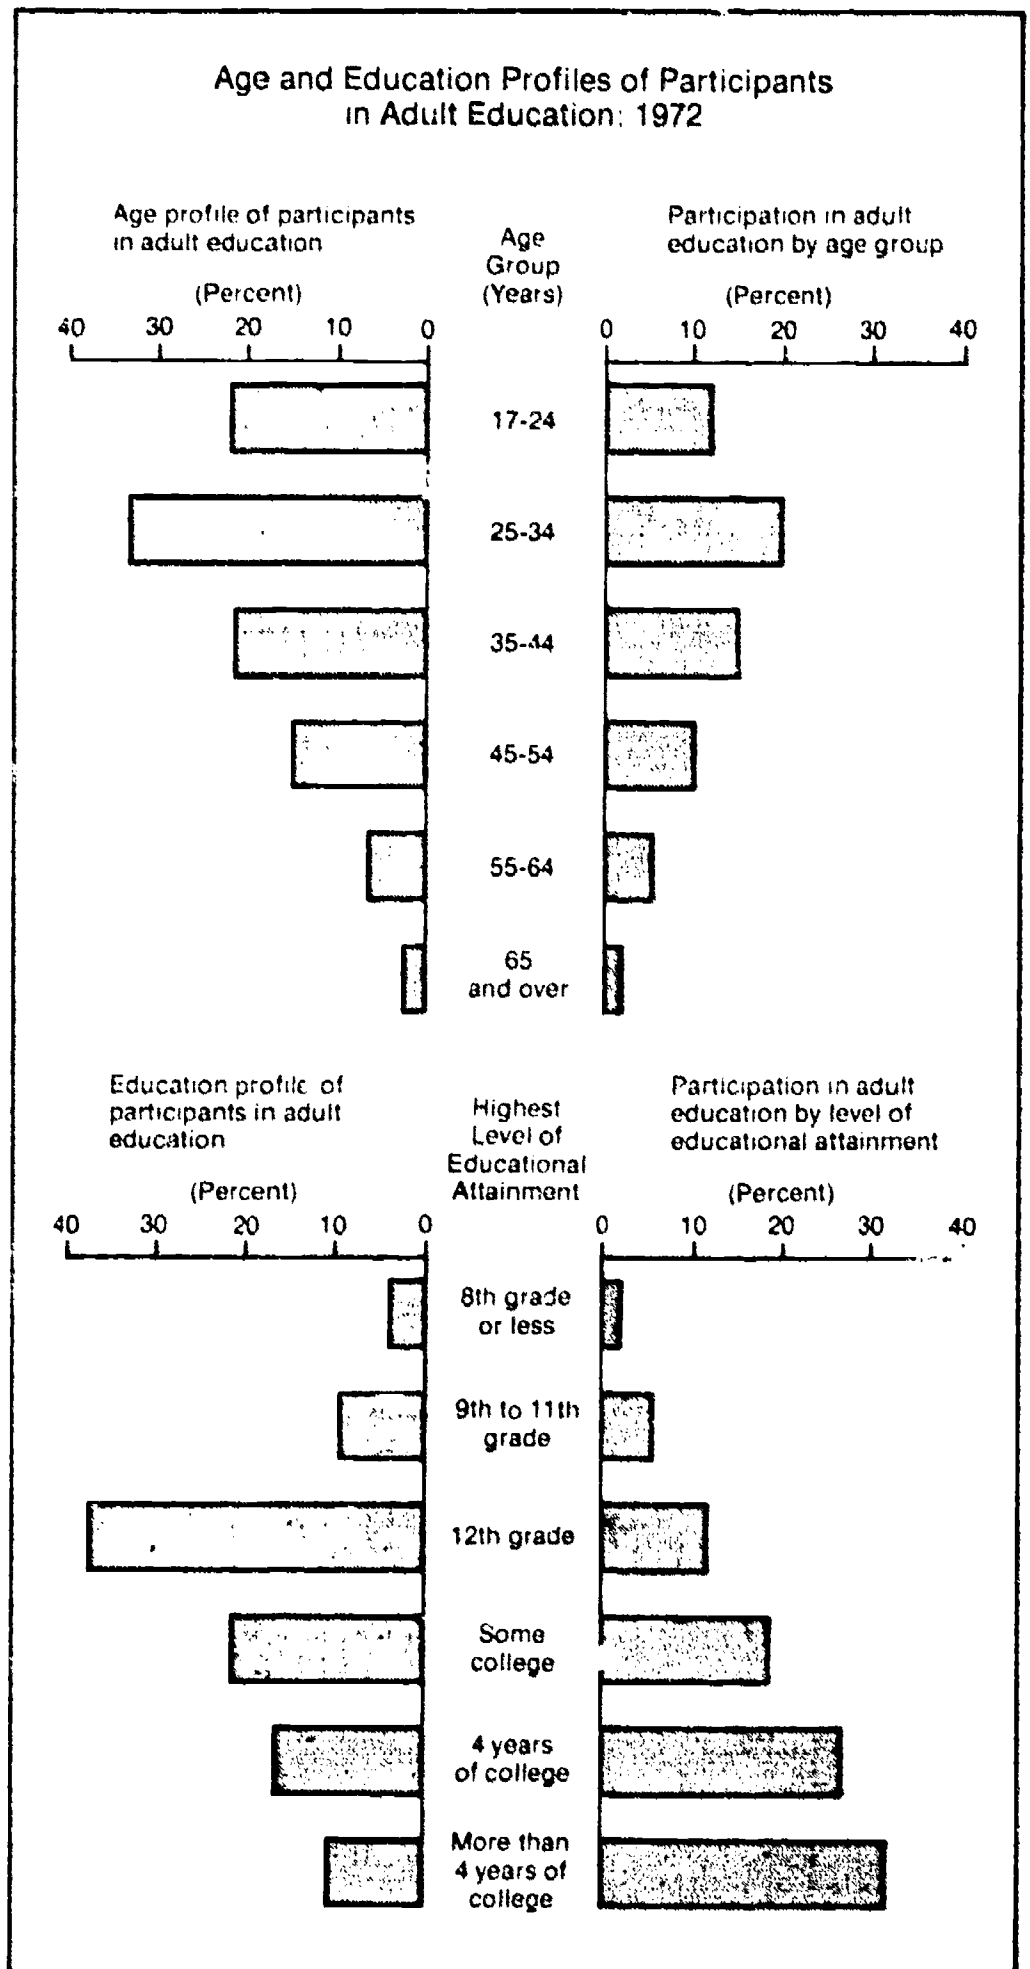 Age and Education Profiles of Participants
in Adult Education: 1972
Age profile of participants
in adult education
(Percent)
40 30 20 10 0
Age
Group
(Years)
Participation in adult
education by age group
(Percent)
0 10 20 30 40
17-24
25-34
35-44
45-54
55-64
65
and over
Education profile of
participants in adult
education
(Percent)
40 30 20 10 0
Highest
Level of
Educational
Attainment
Participation in adult
education by level of
educational attainment
(Percent)
0 10 20 30 40
8th grade
or less
9th to 11th
grade
12th grade
Some
college
4 years
of college
More than
4 years of
college